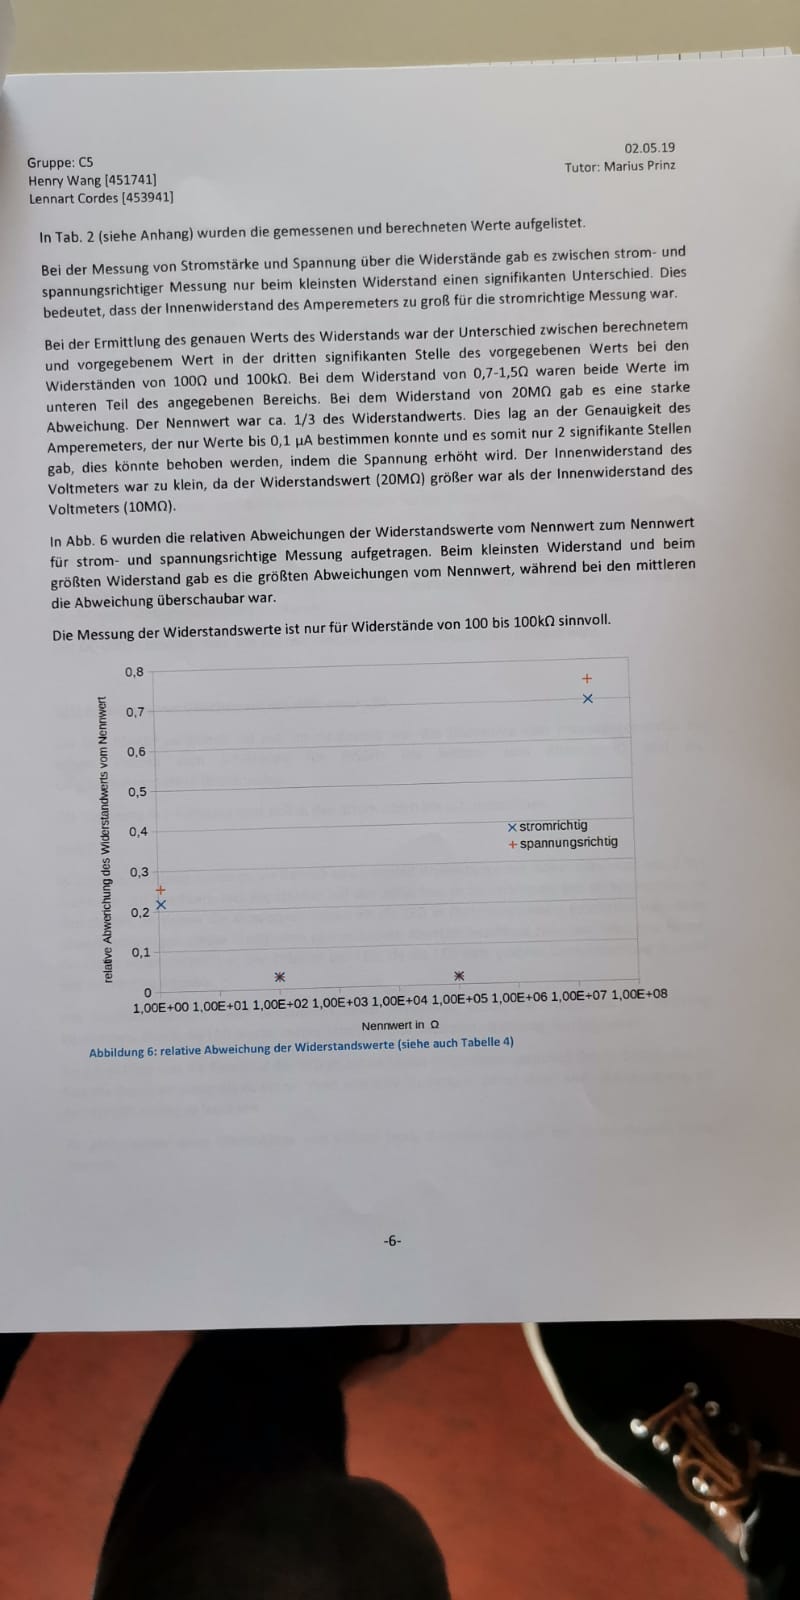 02.05.19
Gruppe: C5
Tutor: Marius Prinz
Henry Wang [451741]
Lennart Cordes [453941]
In Tab. 2 (siehe Anhang) wurden die gemessenen und berechneten Werte aufgelistet.
Bei der Messung von Stromstärke und Spannung über die Widerstände gab es zwischen strom- und
spannungsrichtiger Messung nur beim kleinsten Widerstand einen signifikanten Unterschied. Dies
bedeutet, dass der Innenwiderstand des Amperemeters zu groß für die stromrichtige Messung war.
Bei der Ermittlung des genauen Werts des Widerstands war der Unterschied zwischen berechnetem
und vorgegebenem Wert in der dritten signifikanten Stelle des vorgegebenen Werts bei den
Widerständen von 100Ω und 100kΩ. Bei dem Widerstand von 0,7-1,5Ω waren beide Werte im
unteren Teil des angegebenen Bereichs. Bei dem Widerstand von 20MΩ gab es eine starke
Abweichung. Der Nennwert war ca. 1/3 des Widerstandwerts. Dies lag an der Genauigkeit des
Amperemeters, der nur Werte bis 0,1 µA bestimmen konnte und es somit nur 2 signifikante Stellen
gab, dies könnte behoben werden, indem die Spannung erhöht wird. Der Innenwiderstand des
Voltmeters war zu klein, da der Widerstandswert (20MΩ) größer war als der Innenwiderstand des
Voltmeters (10MΩ).
In Abb. 6 wurden die relativen Abweichungen der Widerstandswerte vom Nennwert zum Nennwert
für strom- und spannungsrichtige Messung aufgetragen. Beim kleinsten Widerstand und beim
größten Widerstand gab es die größten Abweichungen vom Nennwert, während bei den mittleren
die Abweichung überschaubar war.
Die Messung der Widerstandswerte ist nur für Widerstände von 100 bis 100kΩ sinnvoll.
relative Abweichung des Widerstandwerts vom Nennwert
0,8
0,7
0,6
0,5
0,4
0,3
0,2
0,1
0
× stromrichtig
+ spannungsrichtig
1,00E+00 1,00E+01 1,00E+02 1,00E+03 1,00E+04 1,00E+05 1,00E+06 1,00E+07 1,00E+08
Nennwert in Ω
Abbildung 6: relative Abweichung der Widerstandswerte (siehe auch Tabelle 4)
-6-